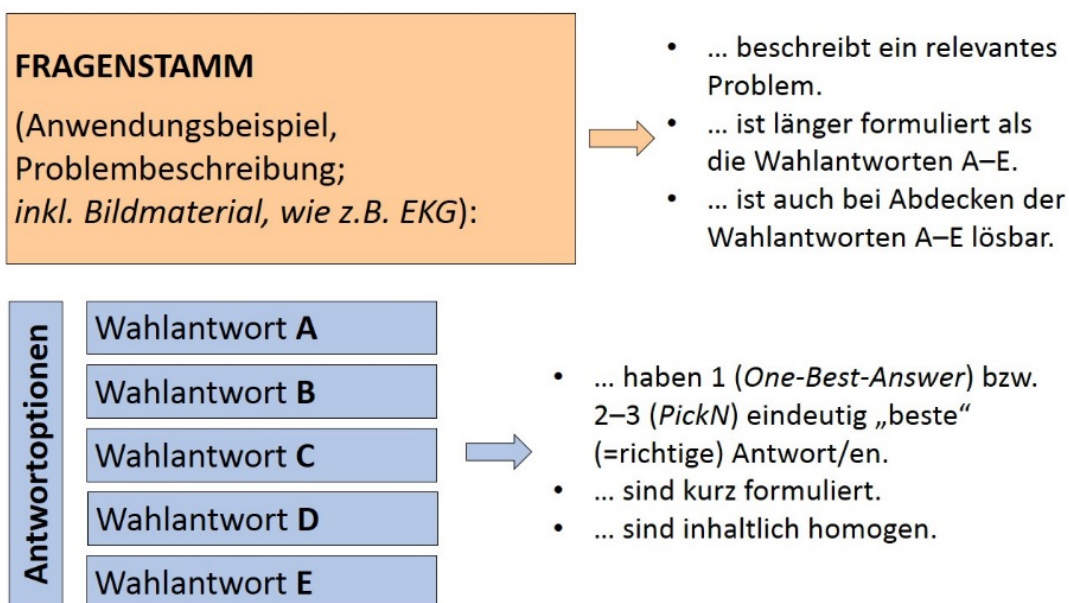 FRAGENSTAMM
(Anwendungsbeispiel,
Problembeschreibung;
inkl. Bildmaterial, wie z.B. EKG):
• ... beschreibt ein relevantes
Problem.
• ... ist länger formuliert als
die Wahlantworten A–E.
• ... ist auch bei Abdecken der
Wahlantworten A–E lösbar.
Antwortoptionen
Wahlantwort A
Wahlantwort B
Wahlantwort C
Wahlantwort D
Wahlantwort E
• ... haben 1 (One-Best-Answer) bzw.
2–3 (PickN) eindeutig „beste“
(=richtige) Antwort/en.
• ... sind kurz formuliert.
• ... sind inhaltlich homogen.